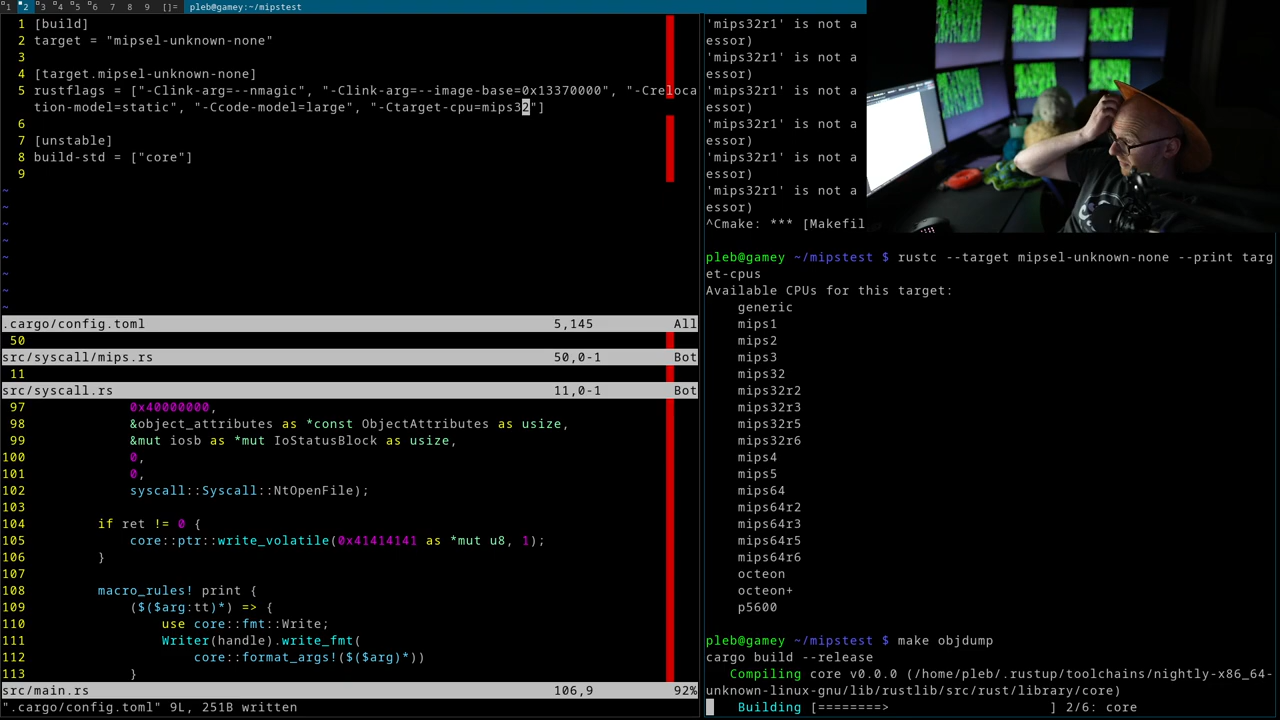 1 2 3 4 5 6 7 8 9 []= pleb@gamey:~/mipstest
1 [build]
2 target = "mipsel-unknown-none"
3
4 [target.mipsel-unknown-none]
5 rustflags = ["-Clink-arg=--nmagic", "-Clink-arg=--image-base=0x13370000", "-Creloca
tion-model=static", "-Ccode-model=large", "-Ctarget-cpu=mips32"]
6
7 [unstable]
8 build-std = ["core"]
9
~
~
~
~
~
~
~
~
.cargo/config.toml 5,145 All
50
src/syscall/mips.rs 50,0-1 Bot
11
src/syscall.rs 11,0-1 Bot
97 0x40000000,
98 &object_attributes as *const ObjectAttributes as usize,
99 &mut iosb as *mut IoStatusBlock as usize,
100 0,
101 0,
102 syscall::Syscall::NtOpenFile);
103
104 if ret != 0 {
105 core::ptr::write_volatile(0x41414141 as *mut u8, 1);
106 }
107
108 macro_rules! print {
109 ($($arg:tt)*) => {
110 use core::fmt::Write;
111 Writer(handle).write_fmt(
112 core::format_args!($($arg)*))
113 }
src/main.rs 106,9 92%
".cargo/config.toml" 9L, 251B written
'mips32r1' is not a
essor)
'mips32r1' is not a
essor)
'mips32r1' is not a
essor)
'mips32r1' is not a
essor)
'mips32r1' is not a
essor)
'mips32r1' is not a
essor)
^Cmake: *** [Makefil
pleb@gamey ~/mipstest $ rustc --target mipsel-unknown-none --print targ
et-cpus
Available CPUs for this target:
generic
mips1
mips2
mips3
mips32
mips32r2
mips32r3
mips32r5
mips32r6
mips4
mips5
mips64
mips64r2
mips64r3
mips64r5
mips64r6
octeon
octeon+
p5600
pleb@gamey ~/mipstest $ make objdump
cargo build --release
Compiling core v0.0.0 (/home/pleb/.rustup/toolchains/nightly-x86_64-
unknown-linux-gnu/lib/rustlib/src/rust/library/core)
Building [========> ] 2/6: core